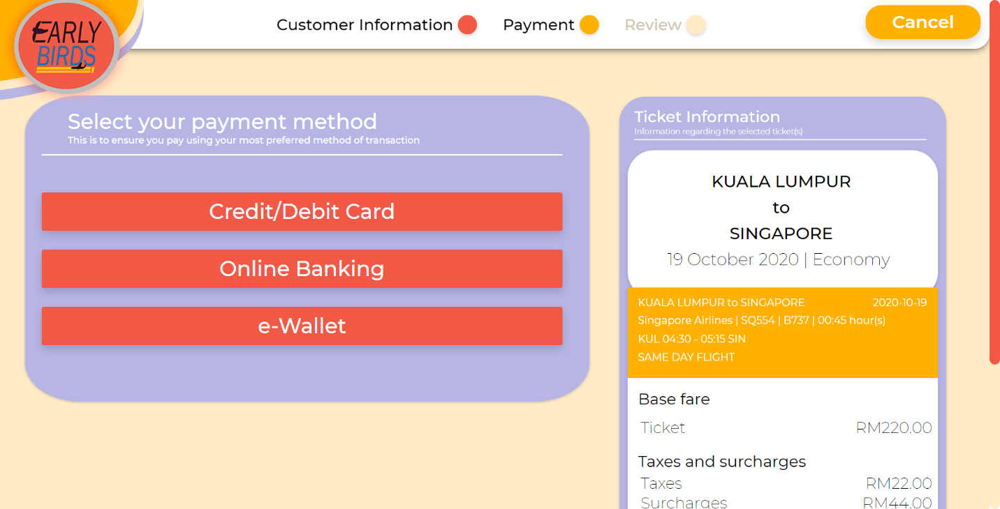 EARLY
BIRDS
Customer Information
Payment
Review
Cancel
Select your payment method
This is to ensure you pay using your most preferred method of transaction
Credit/Debit Card
Online Banking
e-Wallet
Ticket Information
Information regarding the selected ticket(s)
KUALA LUMPUR
to
SINGAPORE
19 October 2020 | Economy
KUALA LUMPUR to SINGAPORE 2020-10-19
Singapore Airlines | SQ554 | B737 | 00:45 hour(s)
KUL 04:30 - 05:15 SIN
SAME DAY FLIGHT
Base fare
Ticket RM220.00
Taxes and surcharges
Taxes RM22.00
Surcharges RM44.00